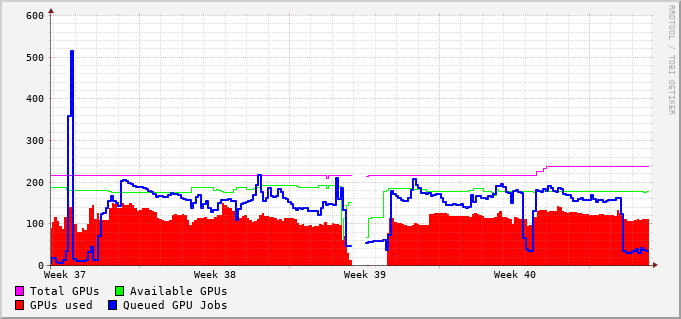 600
500
400
300
200
100
0
Week 37 Week 38 Week 39 Week 40
Total GPUs Available GPUs
GPUs used Queued GPU Jobs
RRDTOOL / TOBI OETIKER